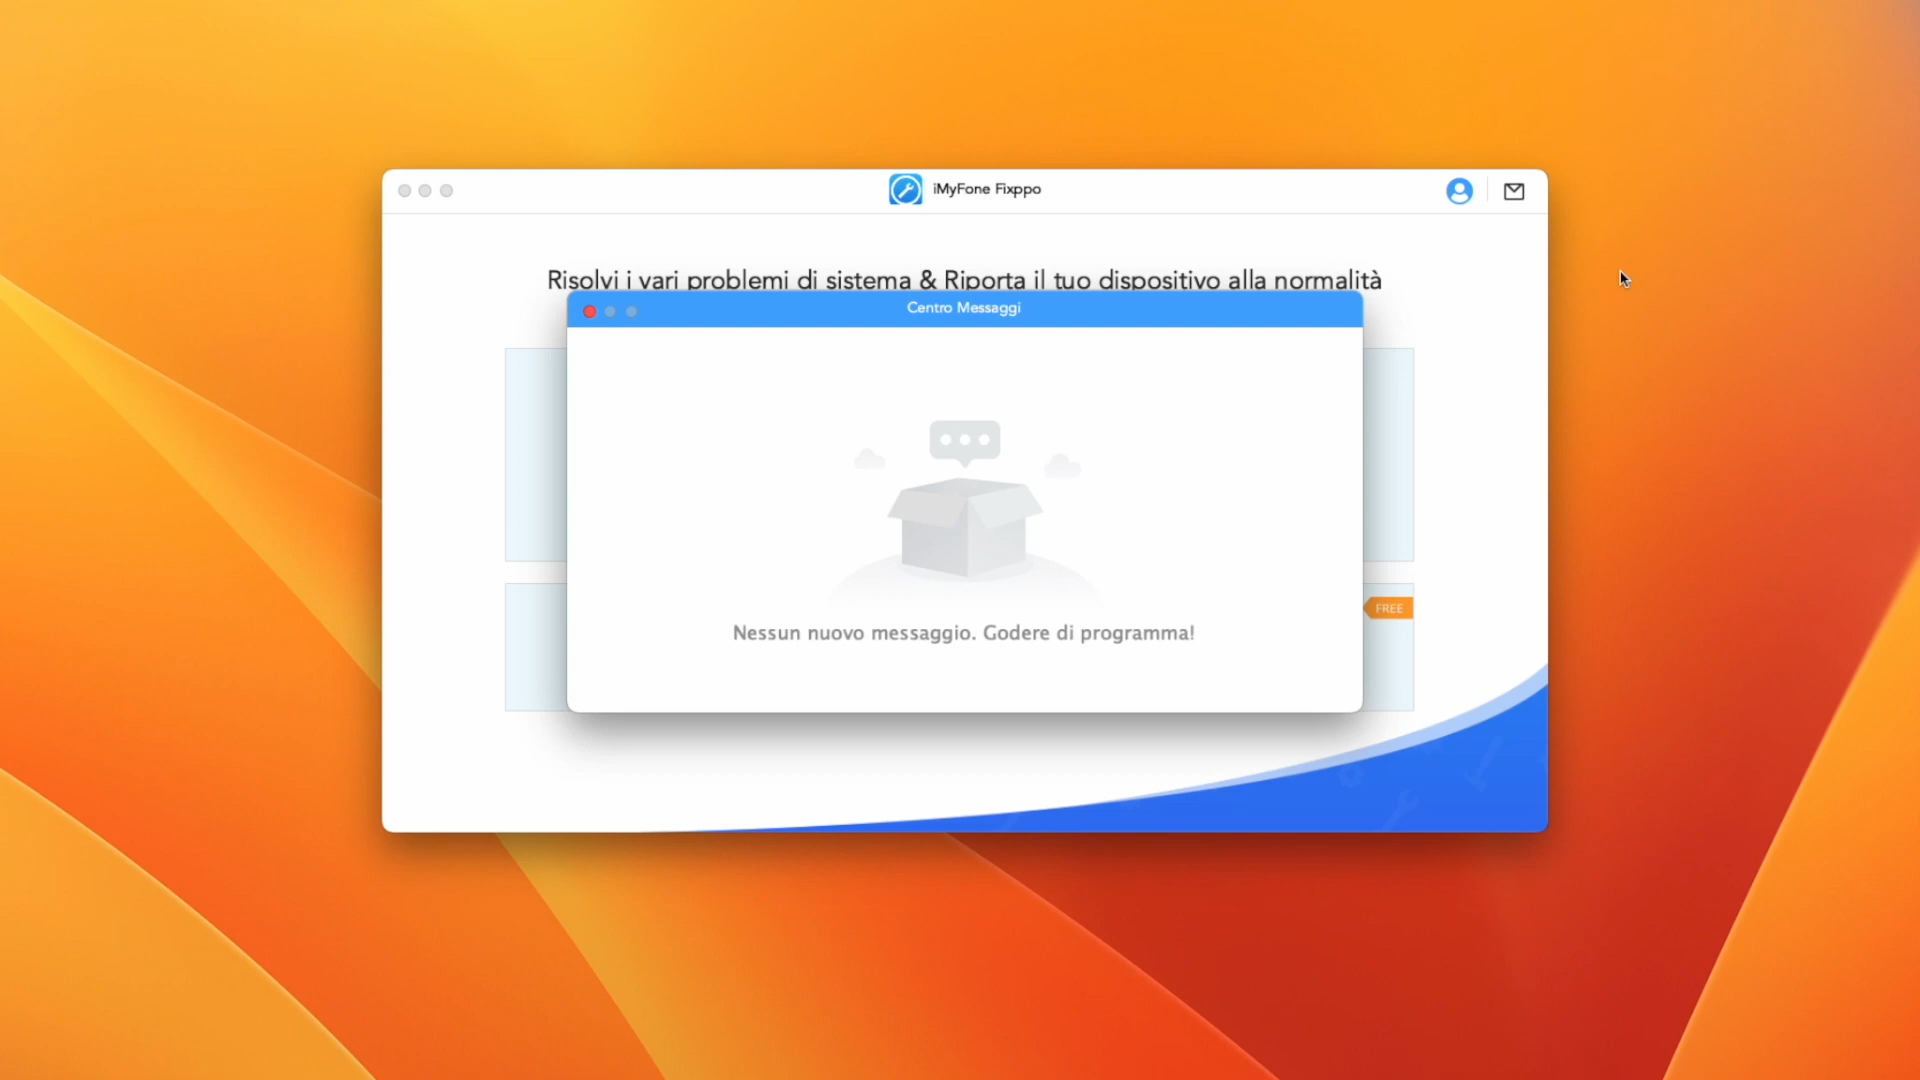 iMyFone Fixppo
Risolvi i vari problemi di sistema & Riporta il tuo dispositivo alla normalità
Centro Messaggi
FREE
Nessun nuovo messaggio. Godere di programma!